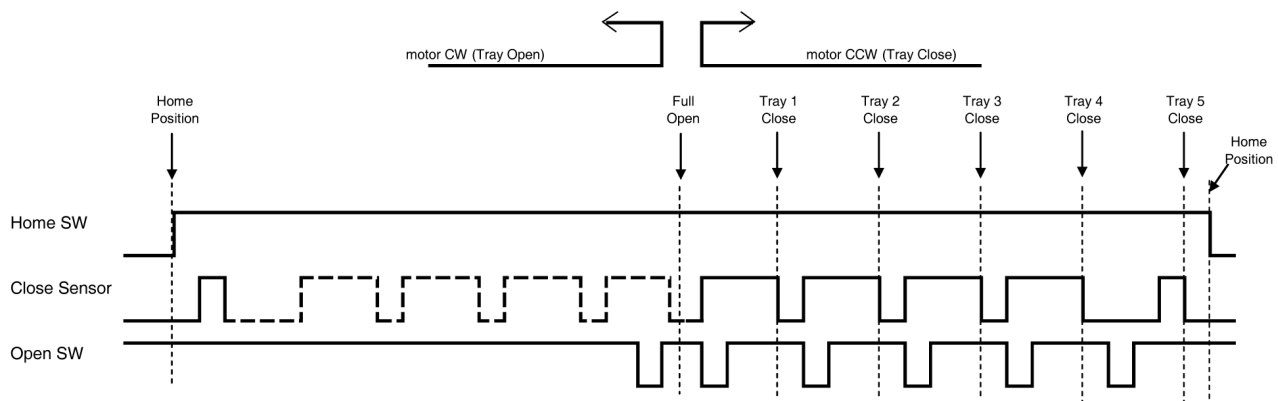 motor CW (Tray Open)
motor CCW (Tray Close)
Home
Position
Full
Open
Tray 1
Close
Tray 2
Close
Tray 3
Close
Tray 4
Close
Tray 5
Close
Home
Position
Home SW
Close Sensor
Open SW